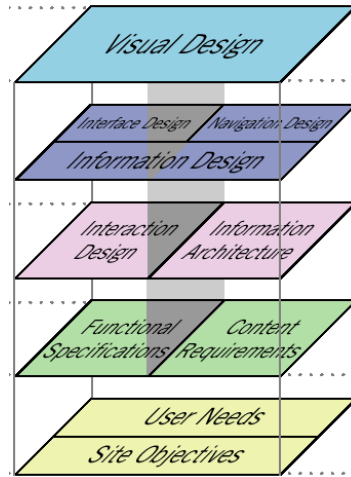 Visual Design
Interface Design
Navigation Design
Information Design
Interaction
Design
Information
Architecture
Functional
Specifications
Content
Requirements
User Needs
Site Objectives